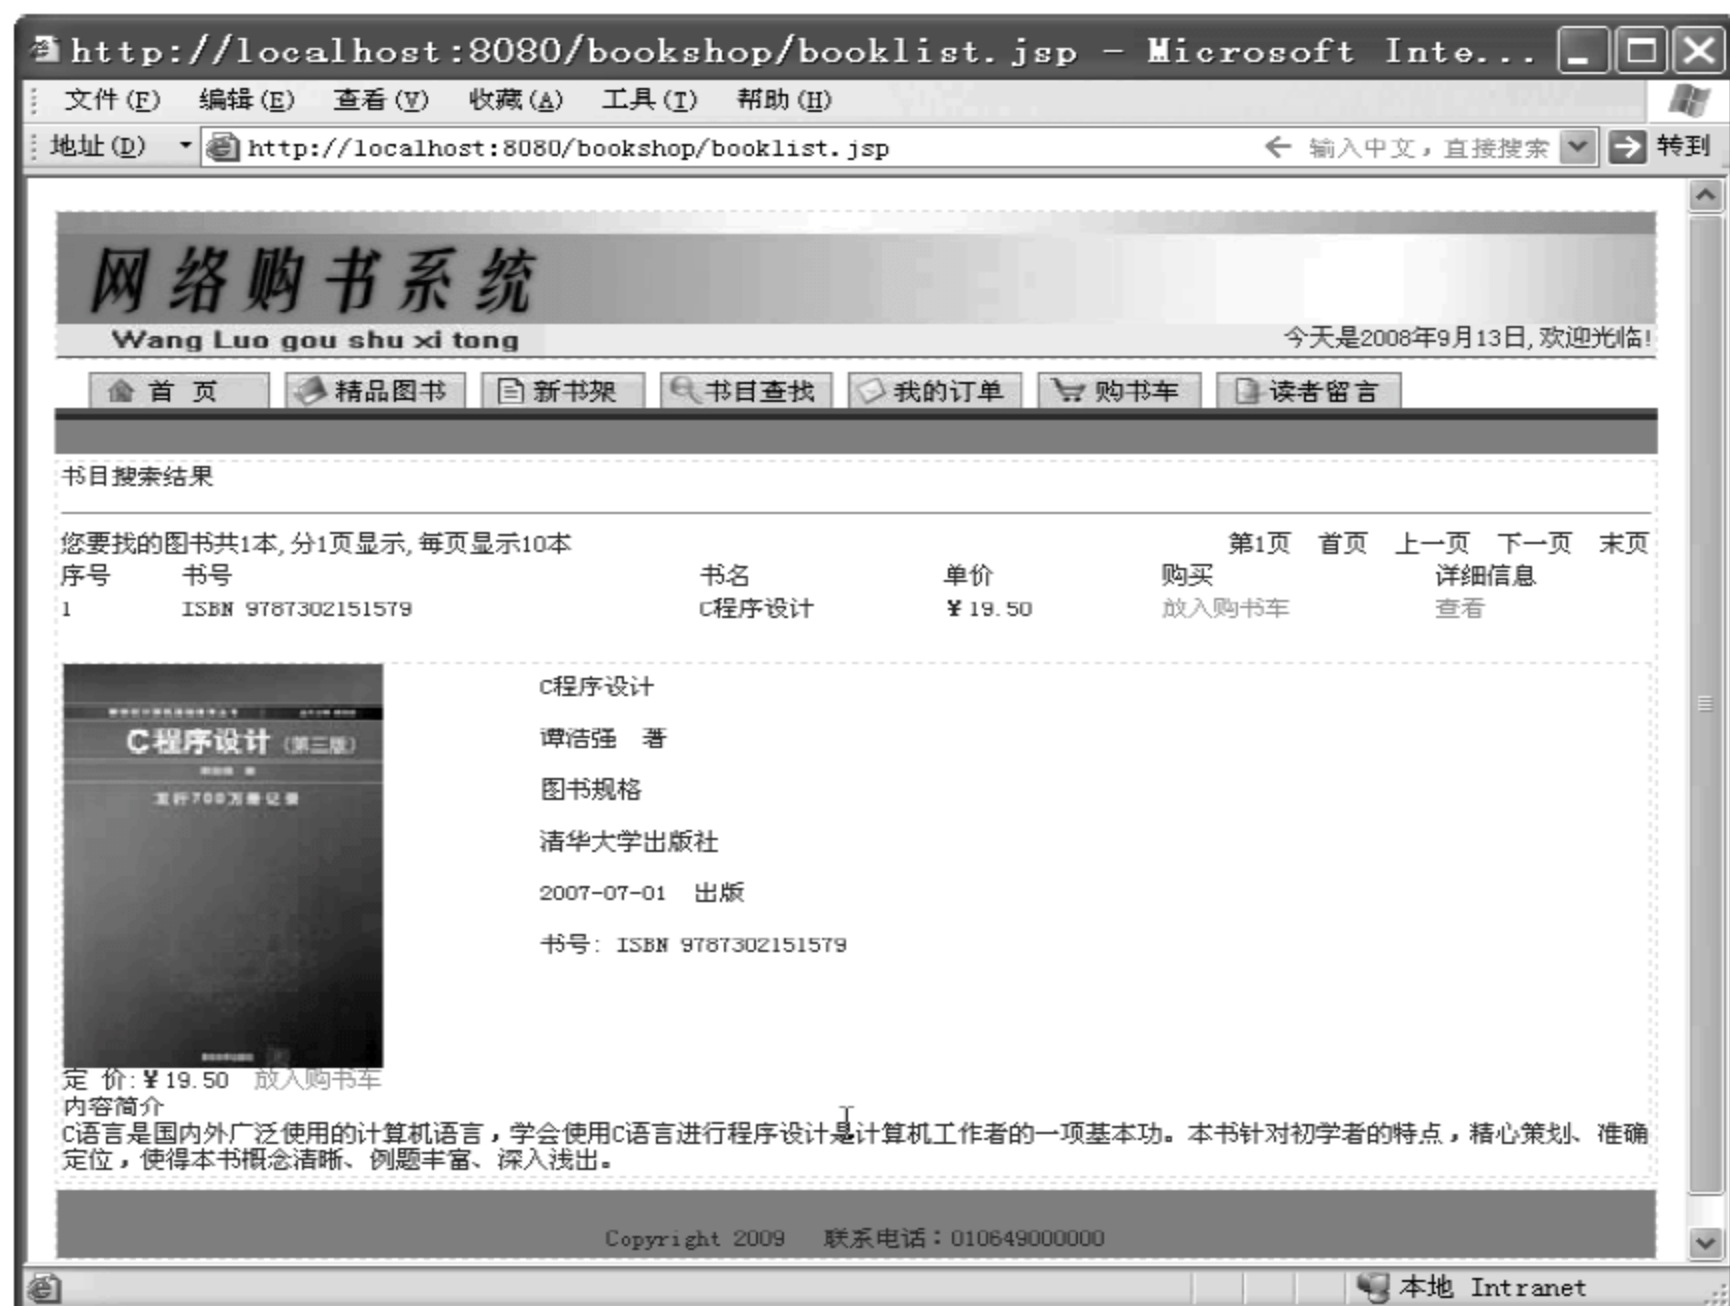 http://localhost:8080/bookshop/booklist.jsp - Microsoft Inte...
文件(F) 编辑(E) 查看(V) 收藏(A) 工具(T) 帮助(H)
地址(D) http://localhost:8080/bookshop/booklist.jsp 输入中文，直接搜索 转到
网络购书系统
Wang Luo gou shu xi tong 今天是2008年9月13日,欢迎光临!
首 页 精品图书 新书架 书目查找 我的订单 购书车 读者留言
书目搜索结果
您要找的图书共1本,分1页显示,每页显示10本 第1页 首页 上一页 下一页 末页
序号 书号 书名 单价 购买 详细信息
1 ISBN 9787302151579 C程序设计 ¥19.50 放入购书车 查看
C程序设计（第三版）
发行700万册记录
C程序设计
谭浩强 著
图书规格
清华大学出版社
2007-07-01 出版
书号: ISBN 9787302151579
定 价:¥19.50 放入购书车
内容简介
C语言是国内外广泛使用的计算机语言，学会使用C语言进行程序设计是计算机工作者的一项基本功。本书针对初学者的特点，精心策划、准确
定位，使得本书概念清晰、例题丰富、深入浅出。
Copyright 2009 联系电话：010649000000
本地 Intranet